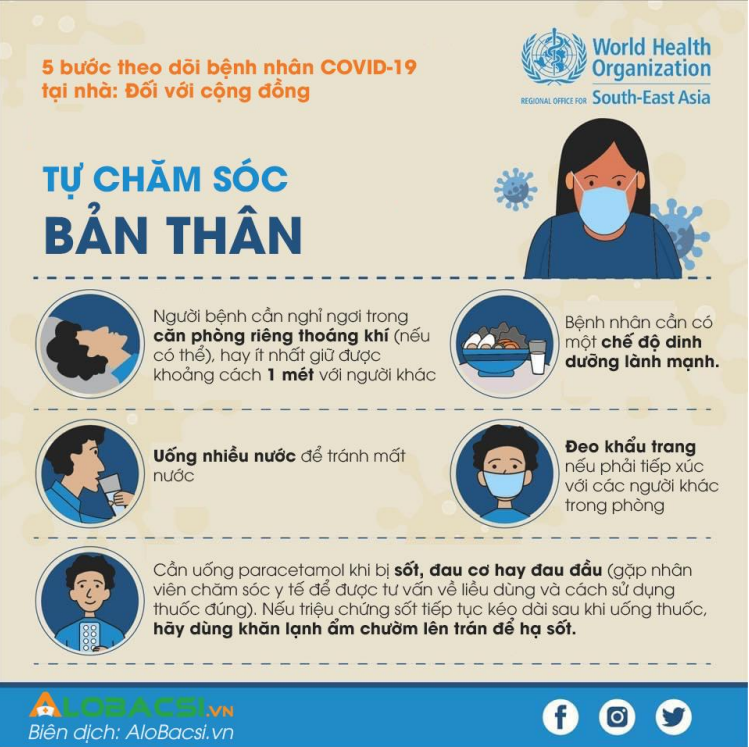 5 bước theo dõi bệnh nhân COVID-19
tại nhà: Đối với cộng đồng
World Health
Organization
REGIONAL OFFICE FOR South-East Asia
TỰ CHĂM SÓC
BẢN THÂN
Người bệnh cần nghỉ ngơi trong
căn phòng riêng thoáng khí (nếu
có thể), hay ít nhất giữ được
khoảng cách 1 mét với người khác
Bệnh nhân cần có
một chế độ dinh
dưỡng lành mạnh.
Uống nhiều nước để tránh mất
nước
Đeo khẩu trang
nếu phải tiếp xúc
với các người khác
trong phòng
Cần uống paracetamol khi bị sốt, đau cơ hay đau đầu (gặp nhân
viên chăm sóc y tế để được tư vấn về liều dùng và cách sử dụng
thuốc đúng). Nếu triệu chứng sốt tiếp tục kéo dài sau khi uống thuốc,
hãy dùng khăn lạnh ẩm chườm lên trán để hạ sốt.
ALOBACSI.VN
Biên dịch: AloBacsi.vn